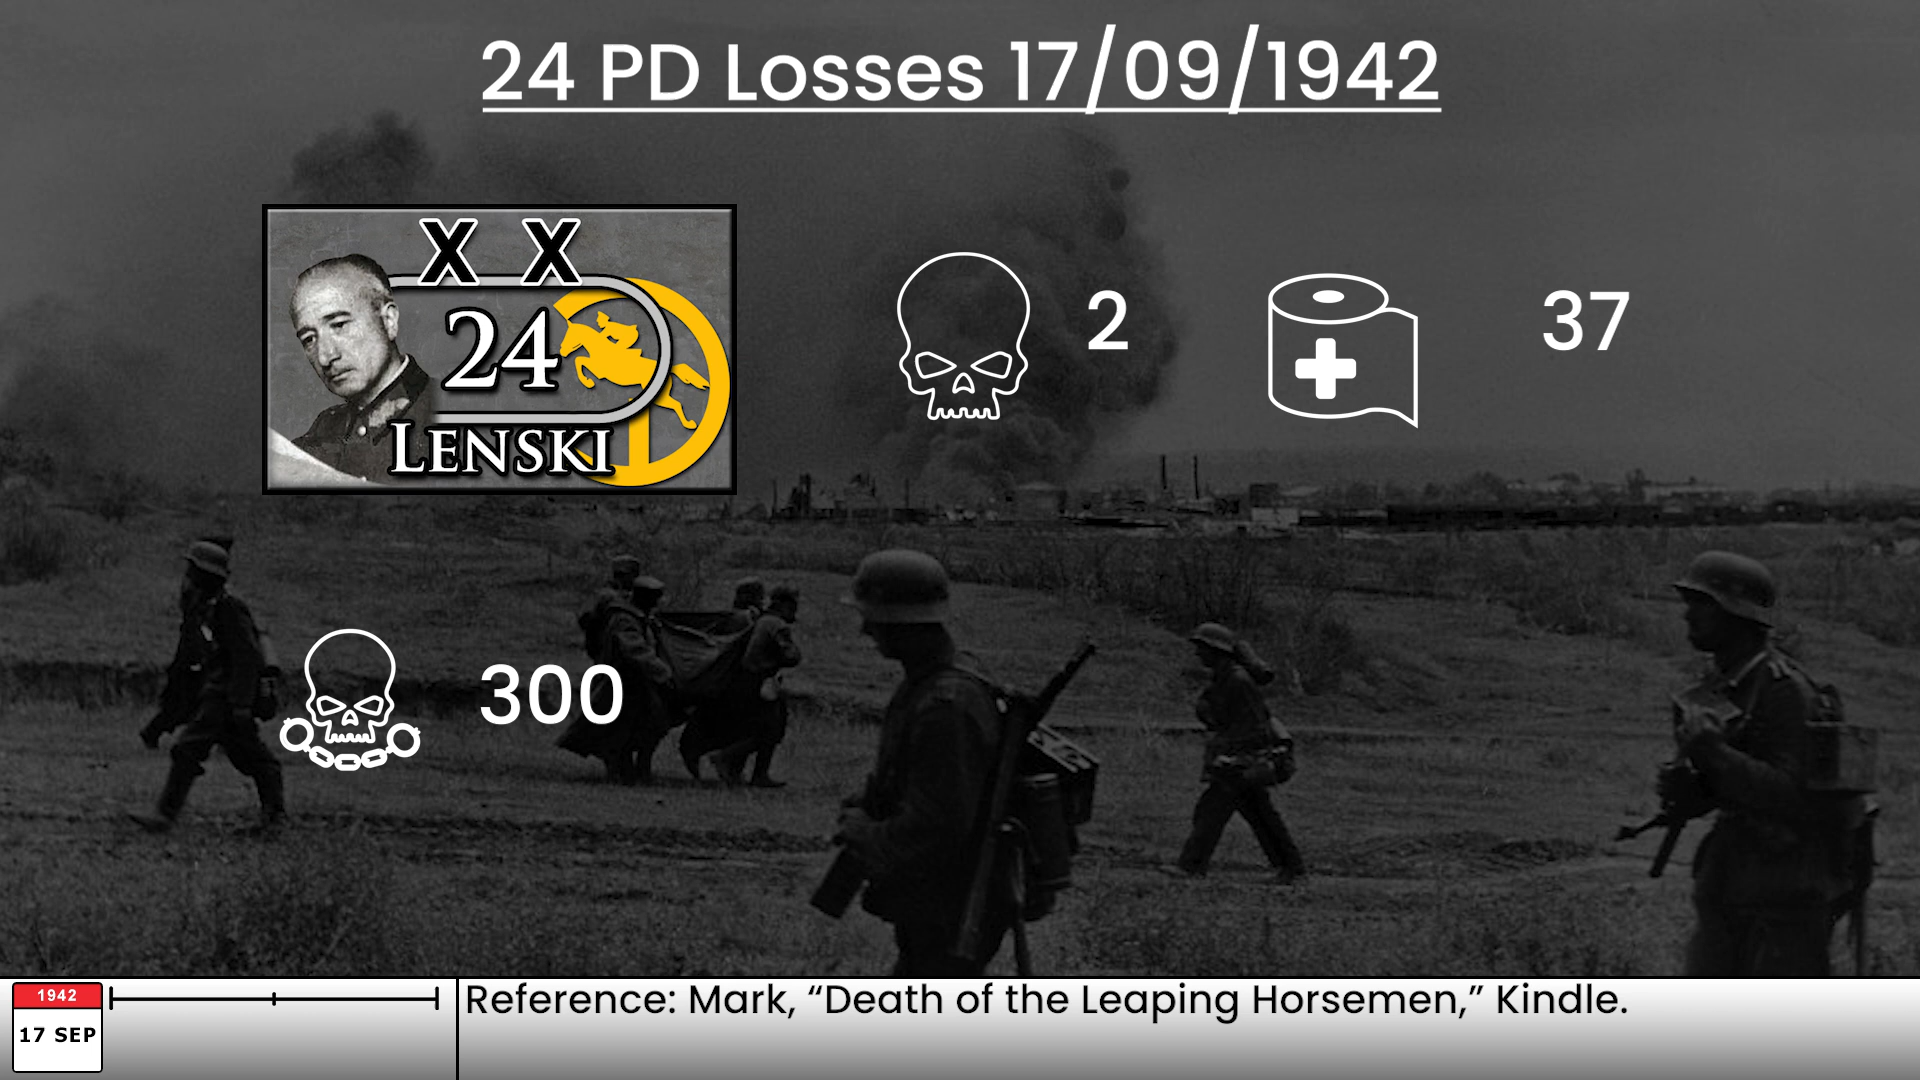 24 PD Losses 17/09/1942
X X
24
LENSKI
2
37
300
1942
17 SEP
Reference: Mark, “Death of the Leaping Horsemen,” Kindle.